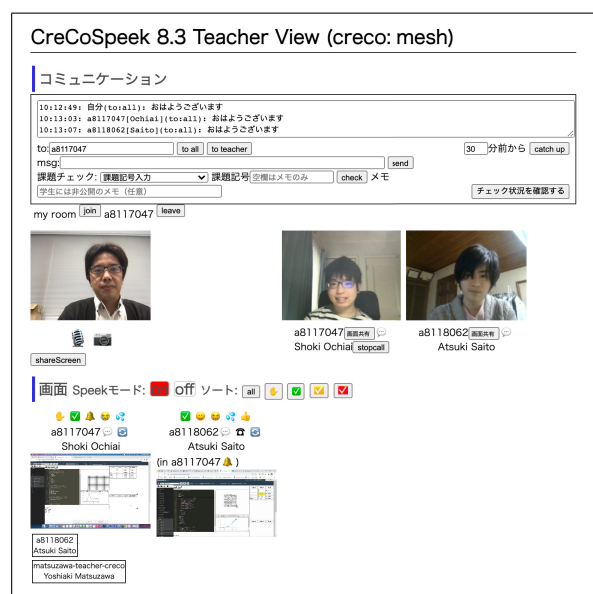 CreCoSpeek 8.3 Teacher View (creco: mesh)
コミュニケーション
10:12:49: 自分(to:all): おはようございます
10:13:03: a8117047[Ochiai](to:all): おはようございます
10:13:07: a8118062[Saito](to:all): おはようございます
to: a8117047 to all to teacher 30 分前から catch up
msg: send
課題チェック: 課題記号入力 課題記号 空欄はメモのみ check メモ
学生には非公開のメモ（任意） チェック状況を確認する
my room join a8117047 leave
a8117047 画面共有 a8118062 画面共有
Shoki Ochiai stopcall Atsuki Saito
shareScreen
画面 Speekモード: on off ソート: all
a8117047 a8118062
Shoki Ochiai Atsuki Saito
(in a8117047 )
a8118062
Atsuki Saito
matsuzawa-teacher-creco
Yoshiaki Matsuzawa